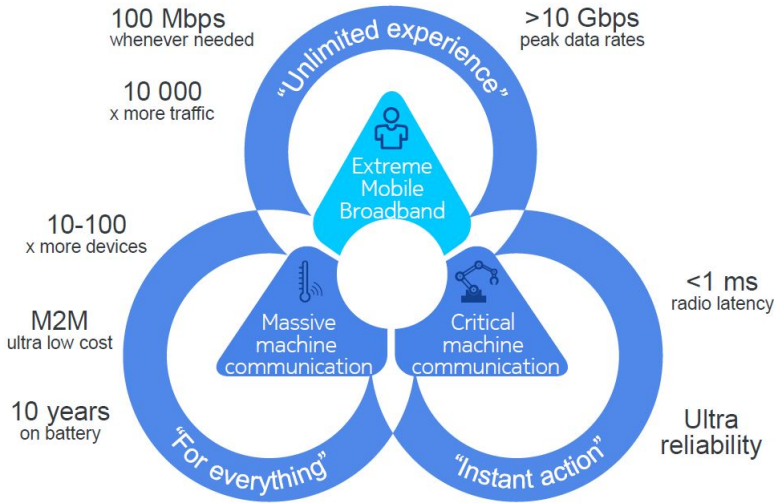 100 Mbps
whenever needed
>10 Gbps
peak data rates
"Unlimited experience"
10 000
x more traffic
Extreme
Mobile
Broadband
10-100
x more devices
<1 ms
radio latency
M2M
ultra low cost
Massive
machine
communication
Critical
machine
communication
10 years
on battery
Ultra
reliability
"For everything"
"Instant action"